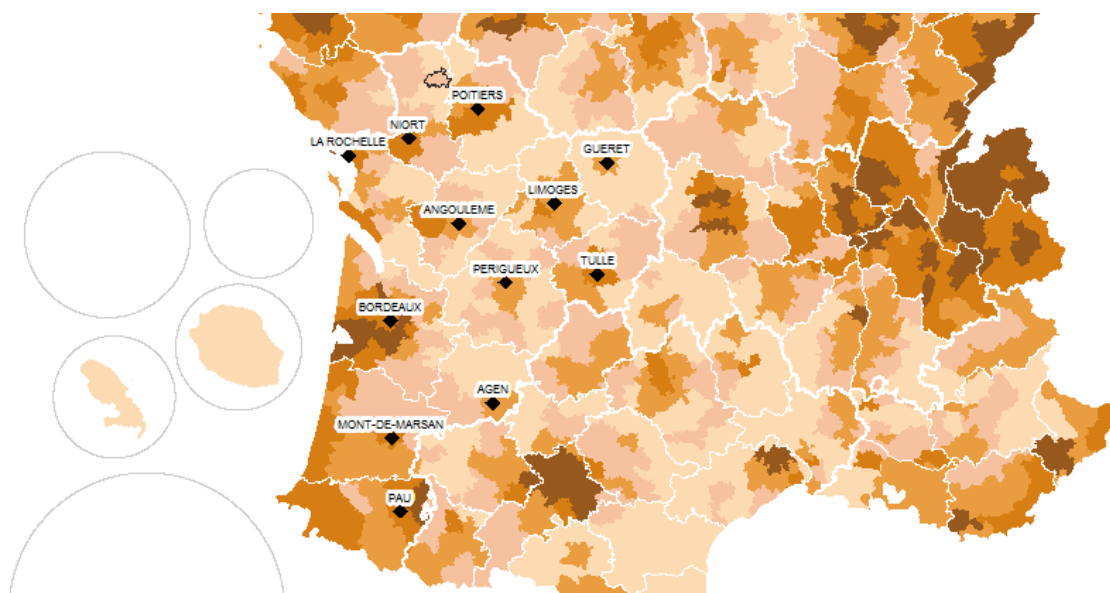 POITIERS
NIORT
LA ROCHELLE
GUERET
LIMOGES
ANGOULEME
TULLE
PERIGUEUX
BORDEAUX
AGEN
MONT-DE-MARSAN
PAU